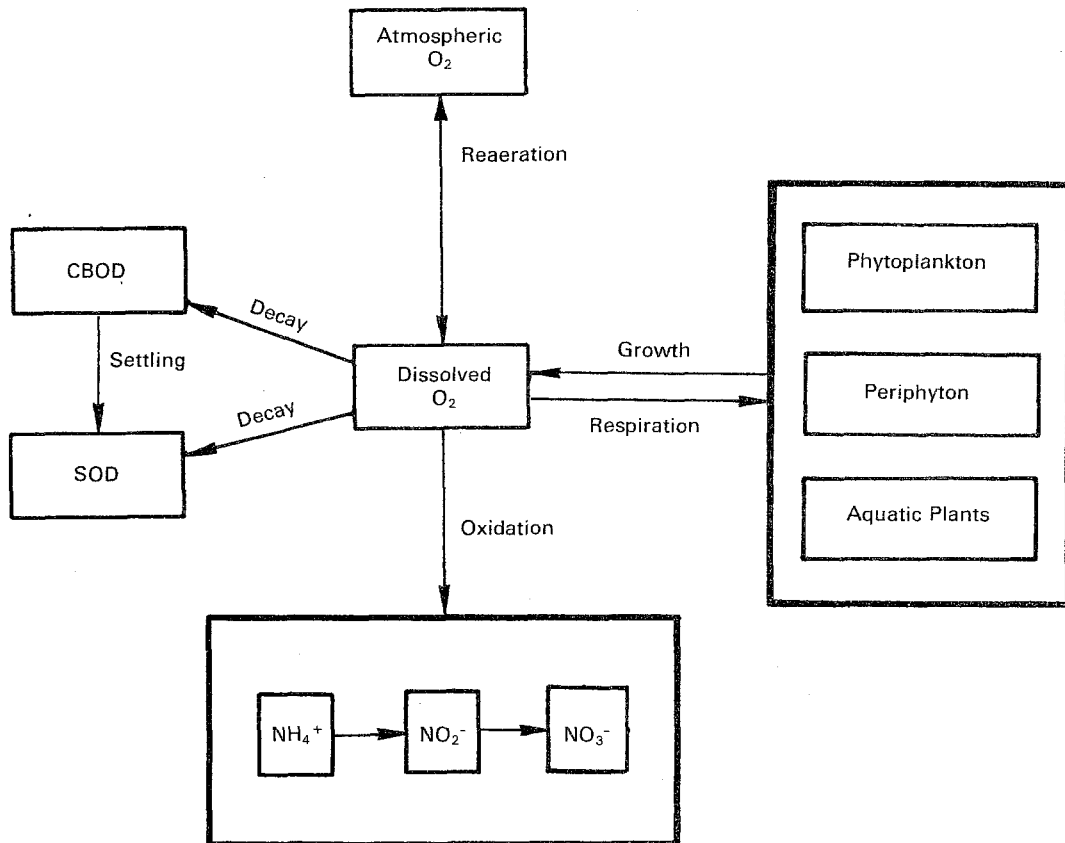 Atmospheric
O₂
Reaeration
CBOD
Decay
Settling
Dissolved
O₂
Growth
Respiration
Phytoplankton
Periphyton
Aquatic Plants
Decay
SOD
Oxidation
NH₄⁺
NO₂⁻
NO₃⁻